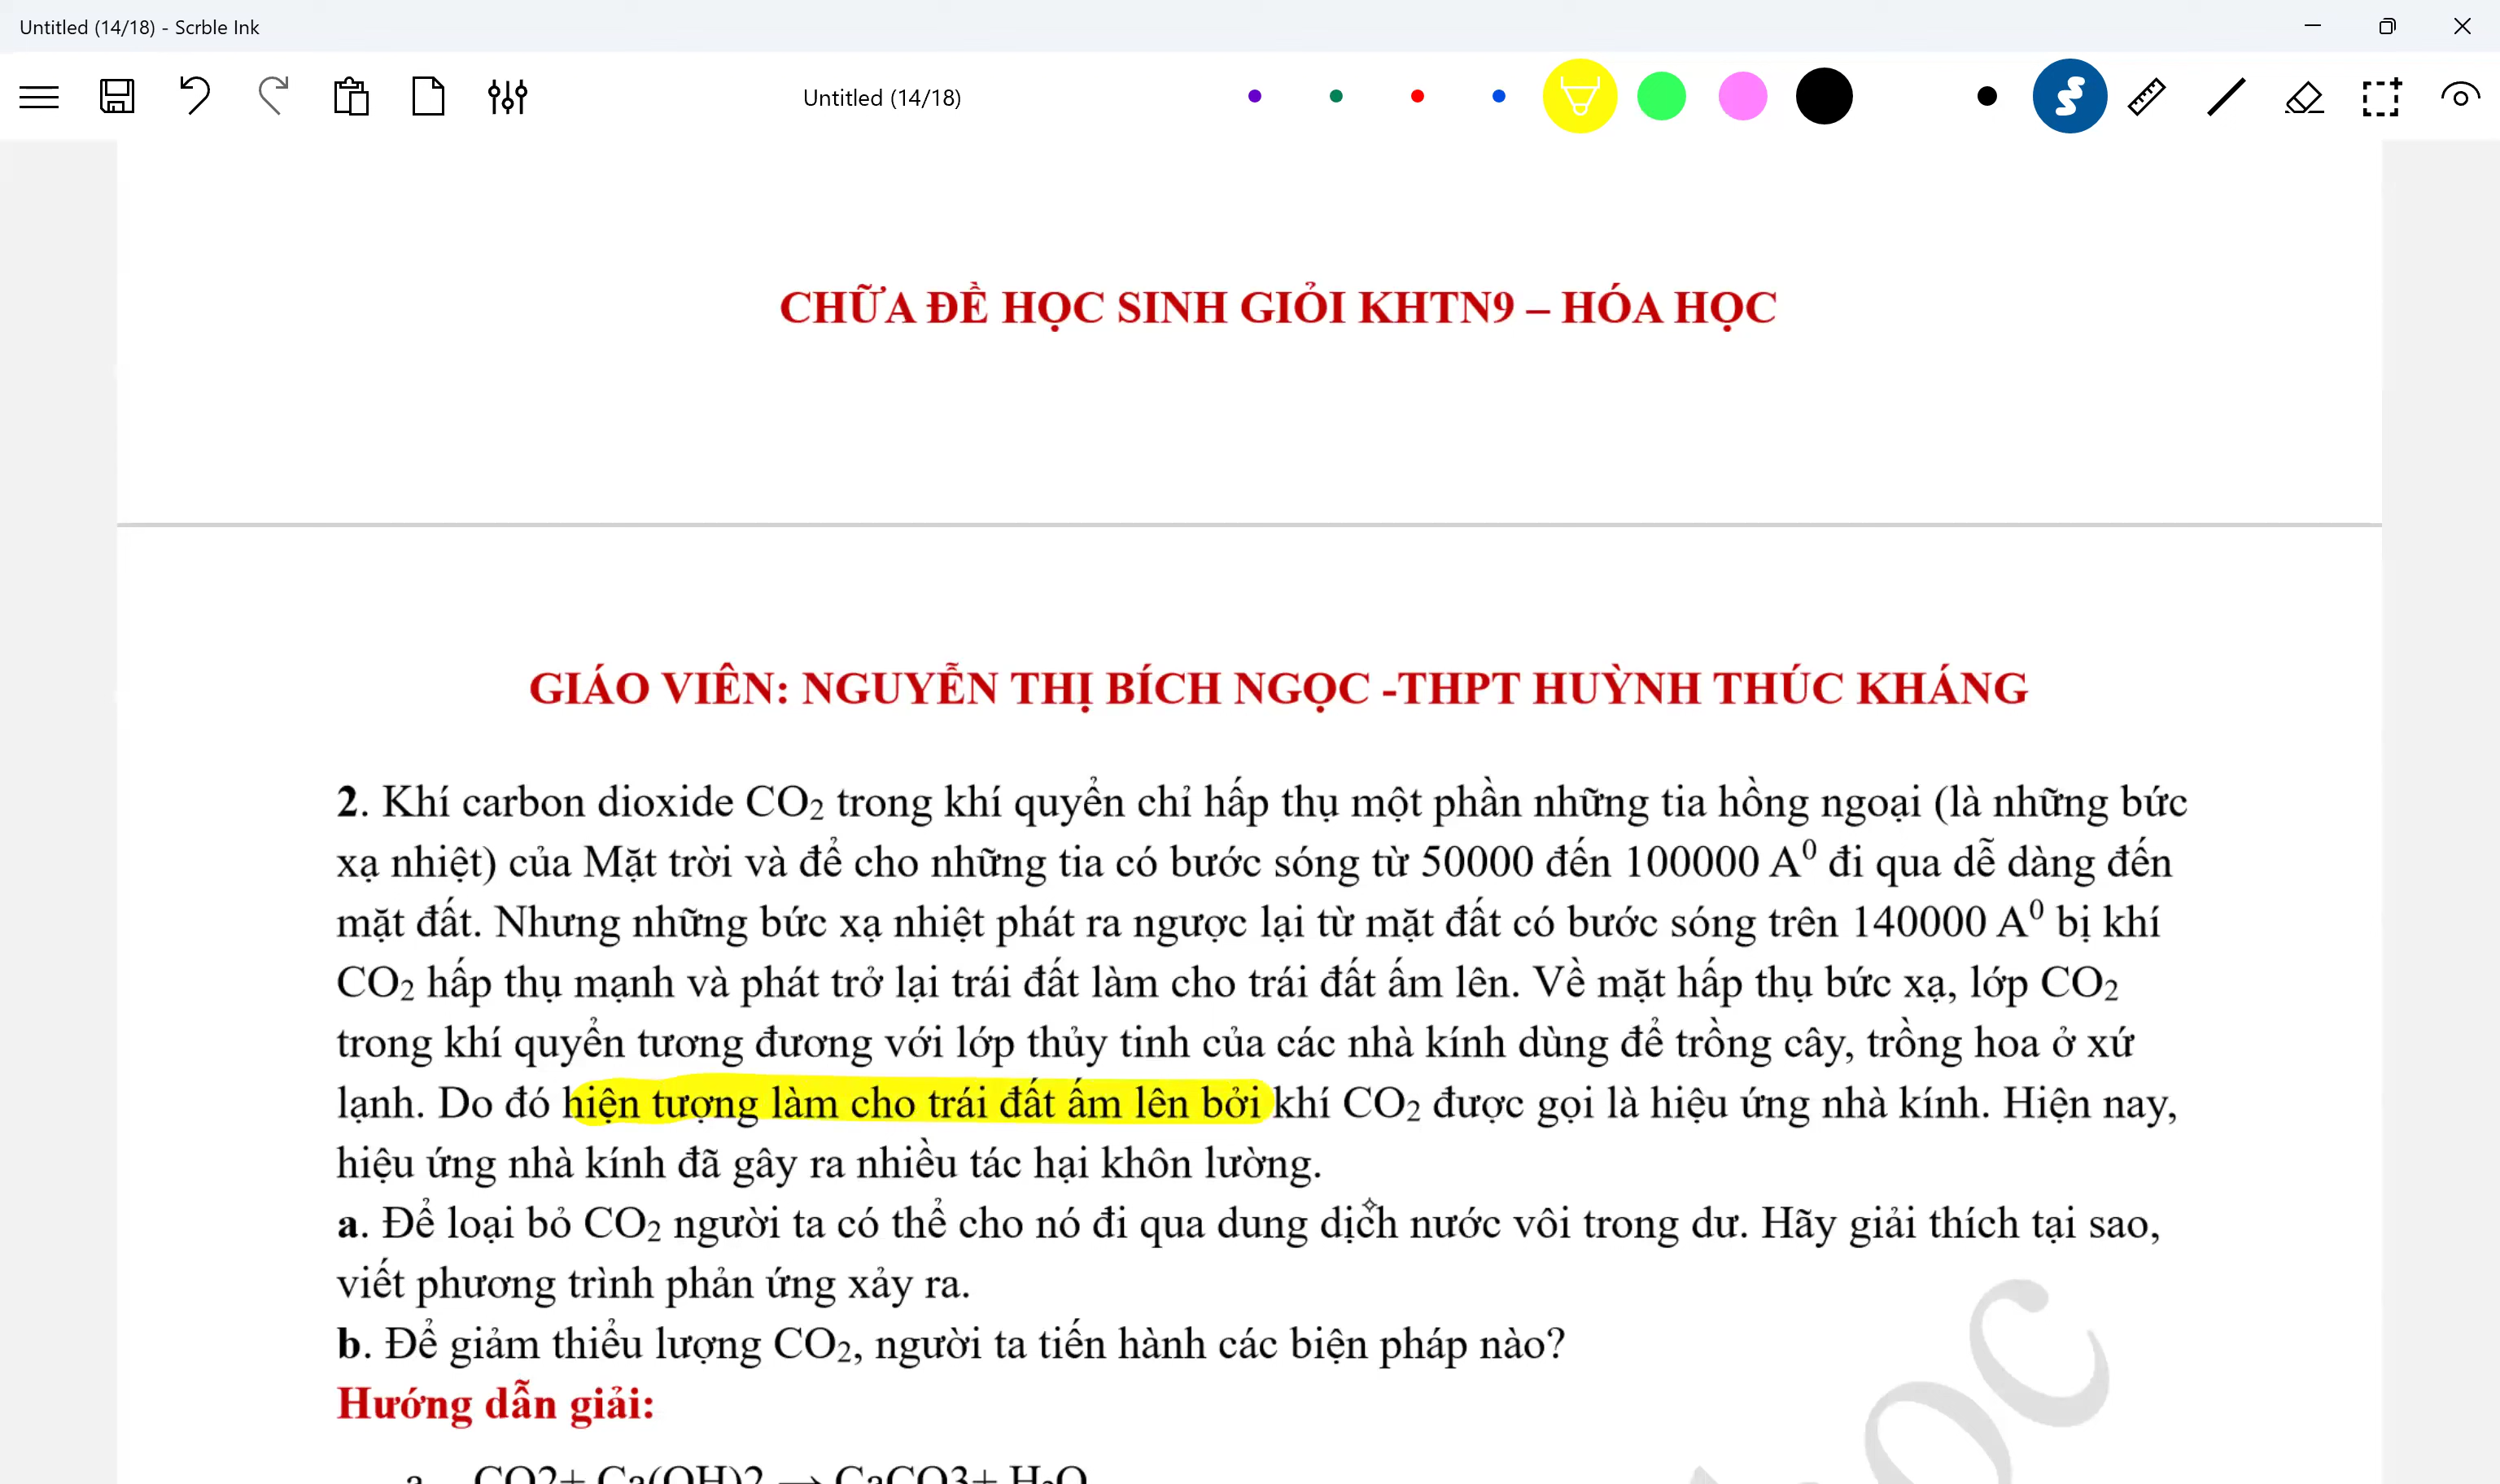 Untitled (14/18) - Scrble Ink
Untitled (14/18)
CHỮA ĐỀ HỌC SINH GIỎI KHTN9 – HÓA HỌC
GIÁO VIÊN: NGUYỄN THỊ BÍCH NGỌC -THPT HUỲNH THÚC KHÁNG
2. Khí carbon dioxide CO₂ trong khí quyển chỉ hấp thụ một phần những tia hồng ngoại (là những bức
xạ nhiệt) của Mặt trời và để cho những tia có bước sóng từ 50000 đến 100000 A⁰ đi qua dễ dàng đến
mặt đất. Nhưng những bức xạ nhiệt phát ra ngược lại từ mặt đất có bước sóng trên 140000 A⁰ bị khí
CO₂ hấp thụ mạnh và phát trở lại trái đất làm cho trái đất ấm lên. Về mặt hấp thụ bức xạ, lớp CO₂
trong khí quyển tương đương với lớp thủy tinh của các nhà kính dùng để trồng cây, trồng hoa ở xứ
lạnh. Do đó hiện tượng làm cho trái đất ấm lên bởi khí CO₂ được gọi là hiệu ứng nhà kính. Hiện nay,
hiệu ứng nhà kính đã gây ra nhiều tác hại khôn lường.
a. Để loại bỏ CO₂ người ta có thể cho nó đi qua dung dịch nước vôi trong dư. Hãy giải thích tại sao,
viết phương trình phản ứng xảy ra.
b. Để giảm thiểu lượng CO₂, người ta tiến hành các biện pháp nào?
Hướng dẫn giải:
a. CO2+ Ca(OH)2 → CaCO3+ H₂O